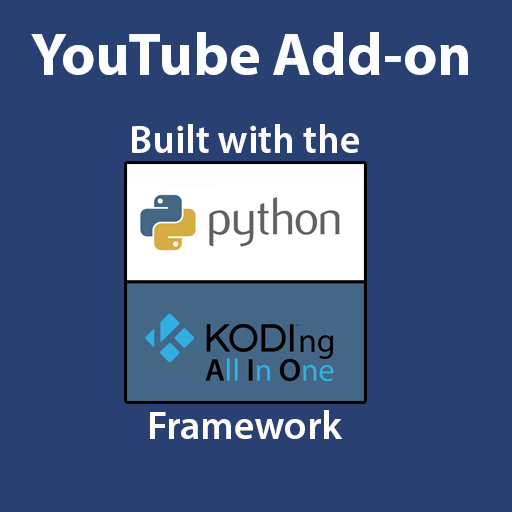 YouTube Add-on
Built with the
python
KODIng
All In One
Framework